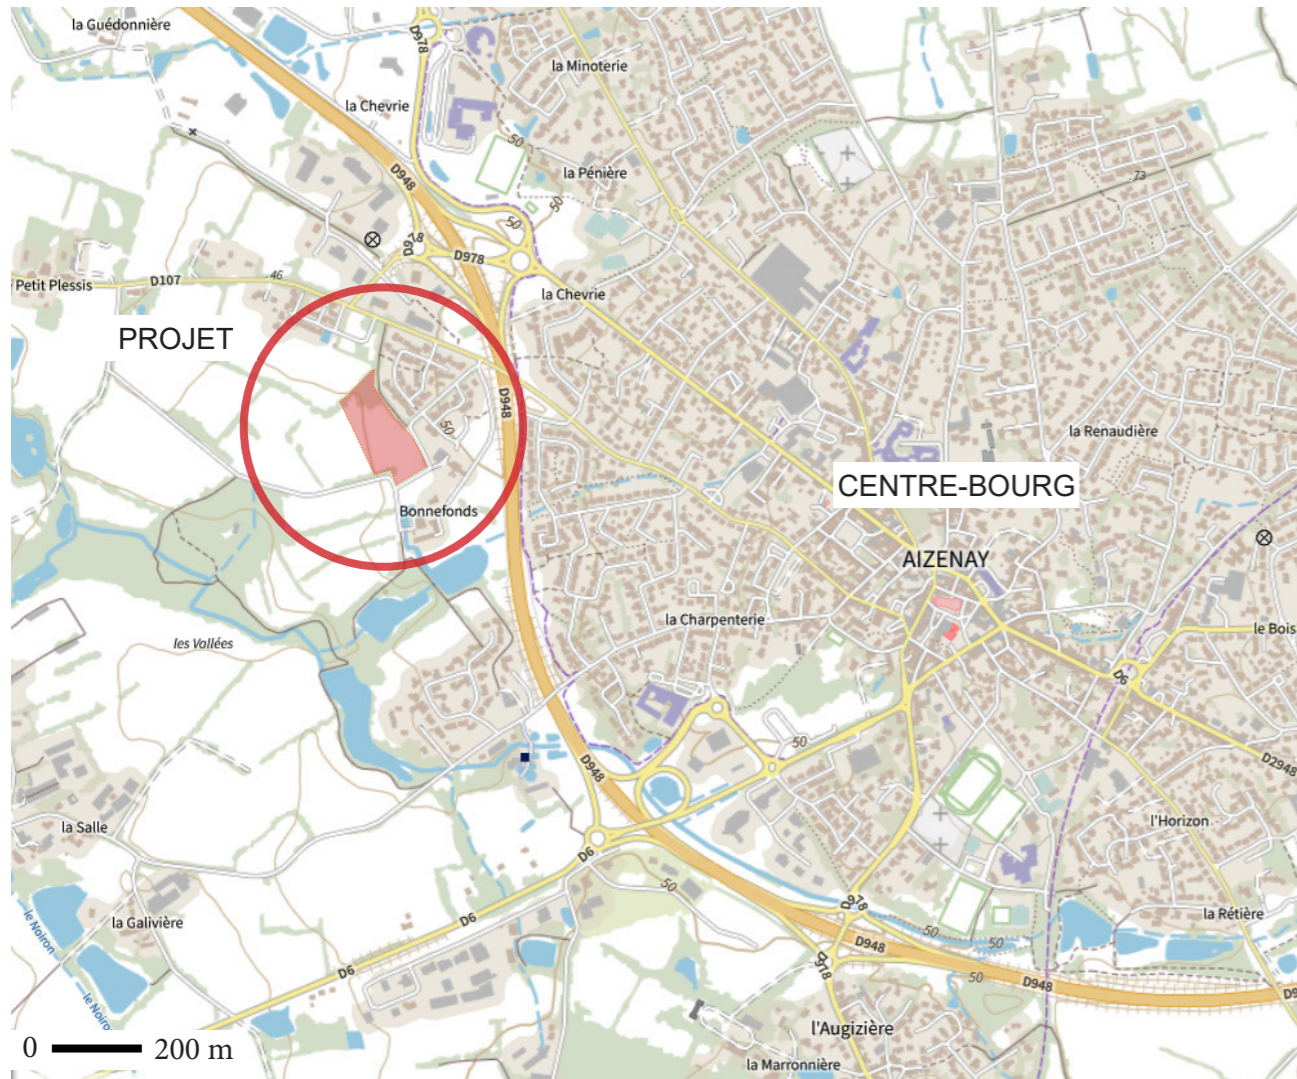 la Guédonnière
D978
la Minoterie
la Chevrie
50
D948
la Pénière
50
50
73
D978
D978
46
D107
Petit Plessis
la Chevrie
PROJET
D948
50
la Renaudière
CENTRE-BOURG
Bonnefonds
AIZENAY
la Charpenterie
le Bois
les Vallées
D6
50
D948
D2948
la Salle
l'Horizon
D6
50
la Galivière
le Noiron
D6
D978
50
50
la Rétière
D948
D978
D6
50
D948
le Noiron
l'Augizière
0 200 m
la Marronnière